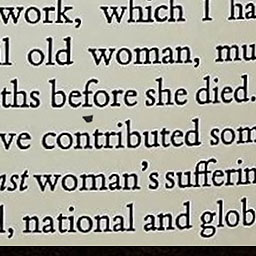 work, which I ha
l old woman, mu
ths before she died.
ve contributed som
ast woman's sufferin
l, national and glob